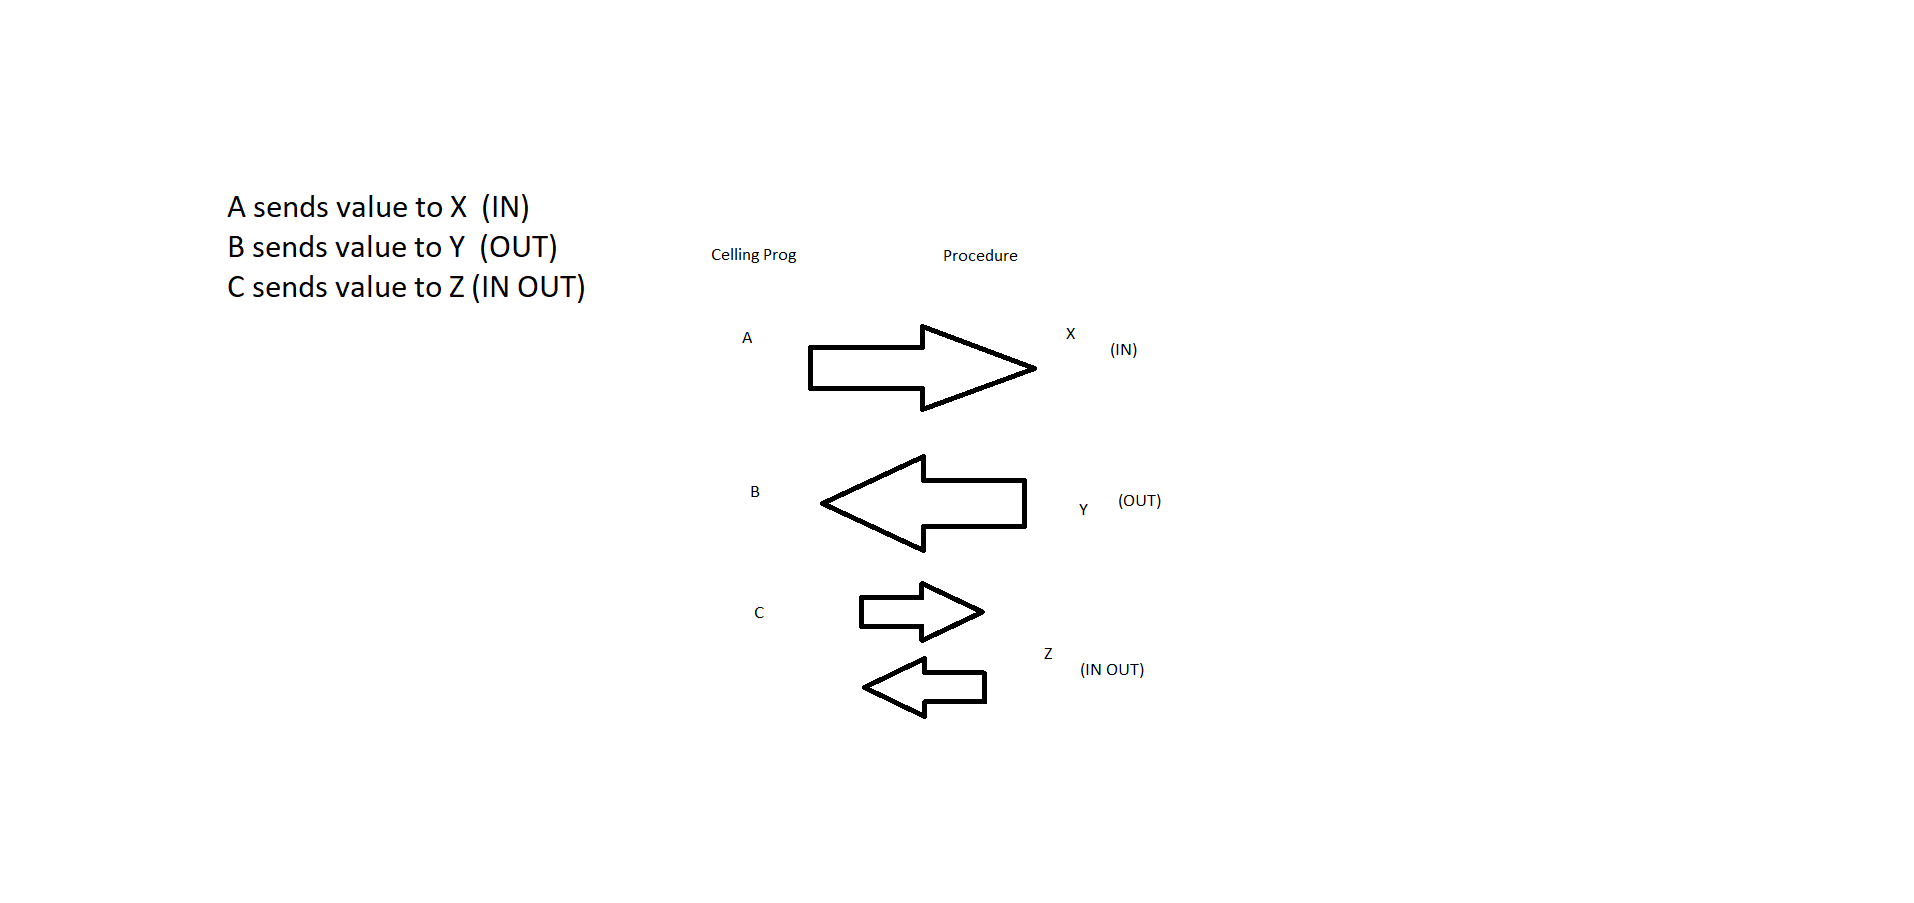 A sends value to X  (IN)
B sends value to Y  (OUT)
C sends value to Z (IN OUT)
Celling Prog
Procedure
A
X
(IN)
B
Y
(OUT)
C
Z
(IN OUT)